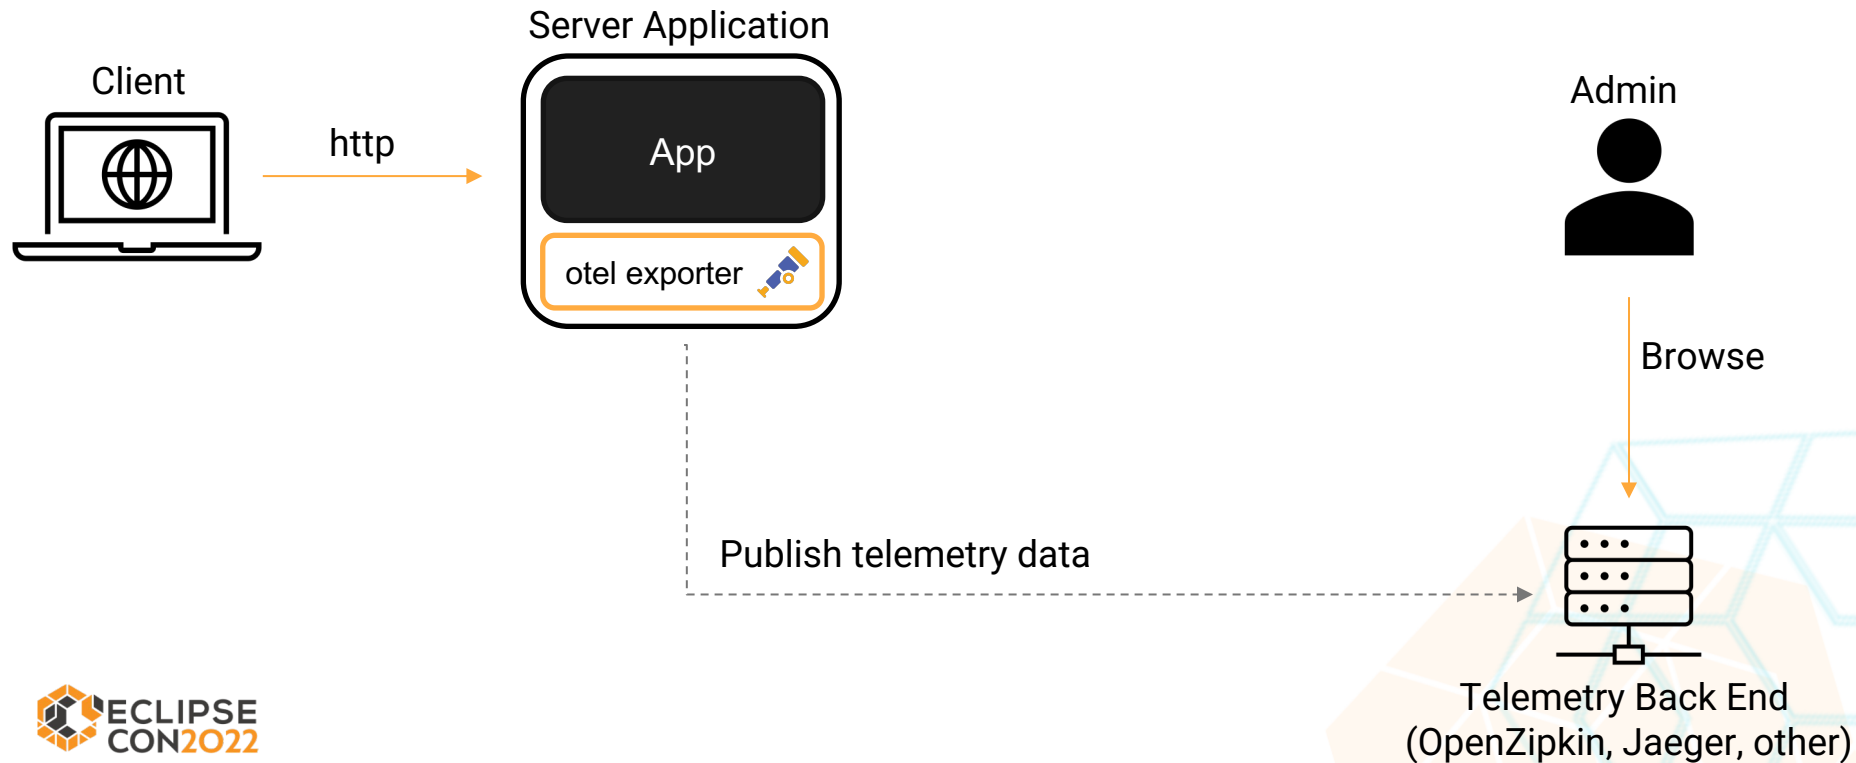 Server Application
Client
http
App
otel exporter
Admin
Browse
Publish telemetry data
Telemetry Back End
(OpenZipkin, Jaeger, other)
ECLIPSE
CON2022